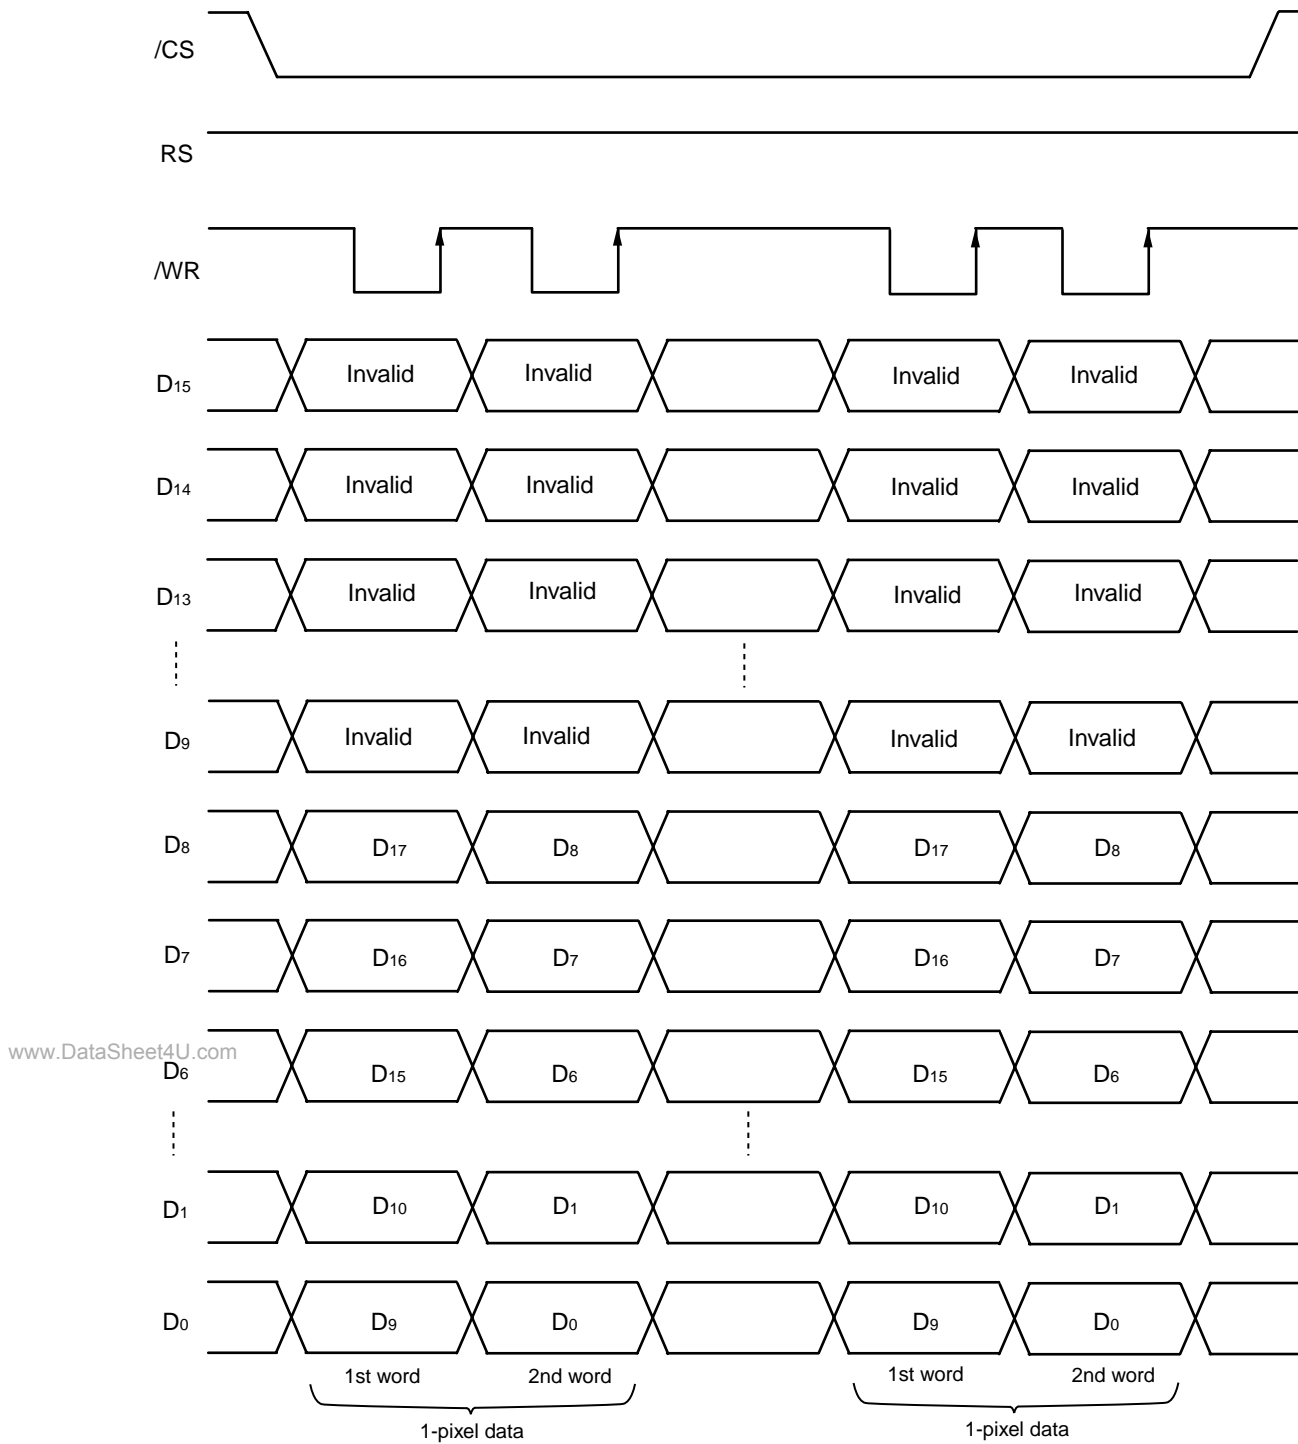 /CS
RS
/WR
D15 Invalid Invalid Invalid Invalid
D14 Invalid Invalid Invalid Invalid
D13 Invalid Invalid Invalid Invalid
D9 Invalid Invalid Invalid Invalid
D8 D17 D8 D17 D8
D7 D16 D7 D16 D7
www.DataSheet4U.com
D6 D15 D6 D15 D6
D1 D10 D1 D10 D1
D0 D9 D0 D9 D0
1st word 2nd word 1st word 2nd word
1-pixel data 1-pixel data